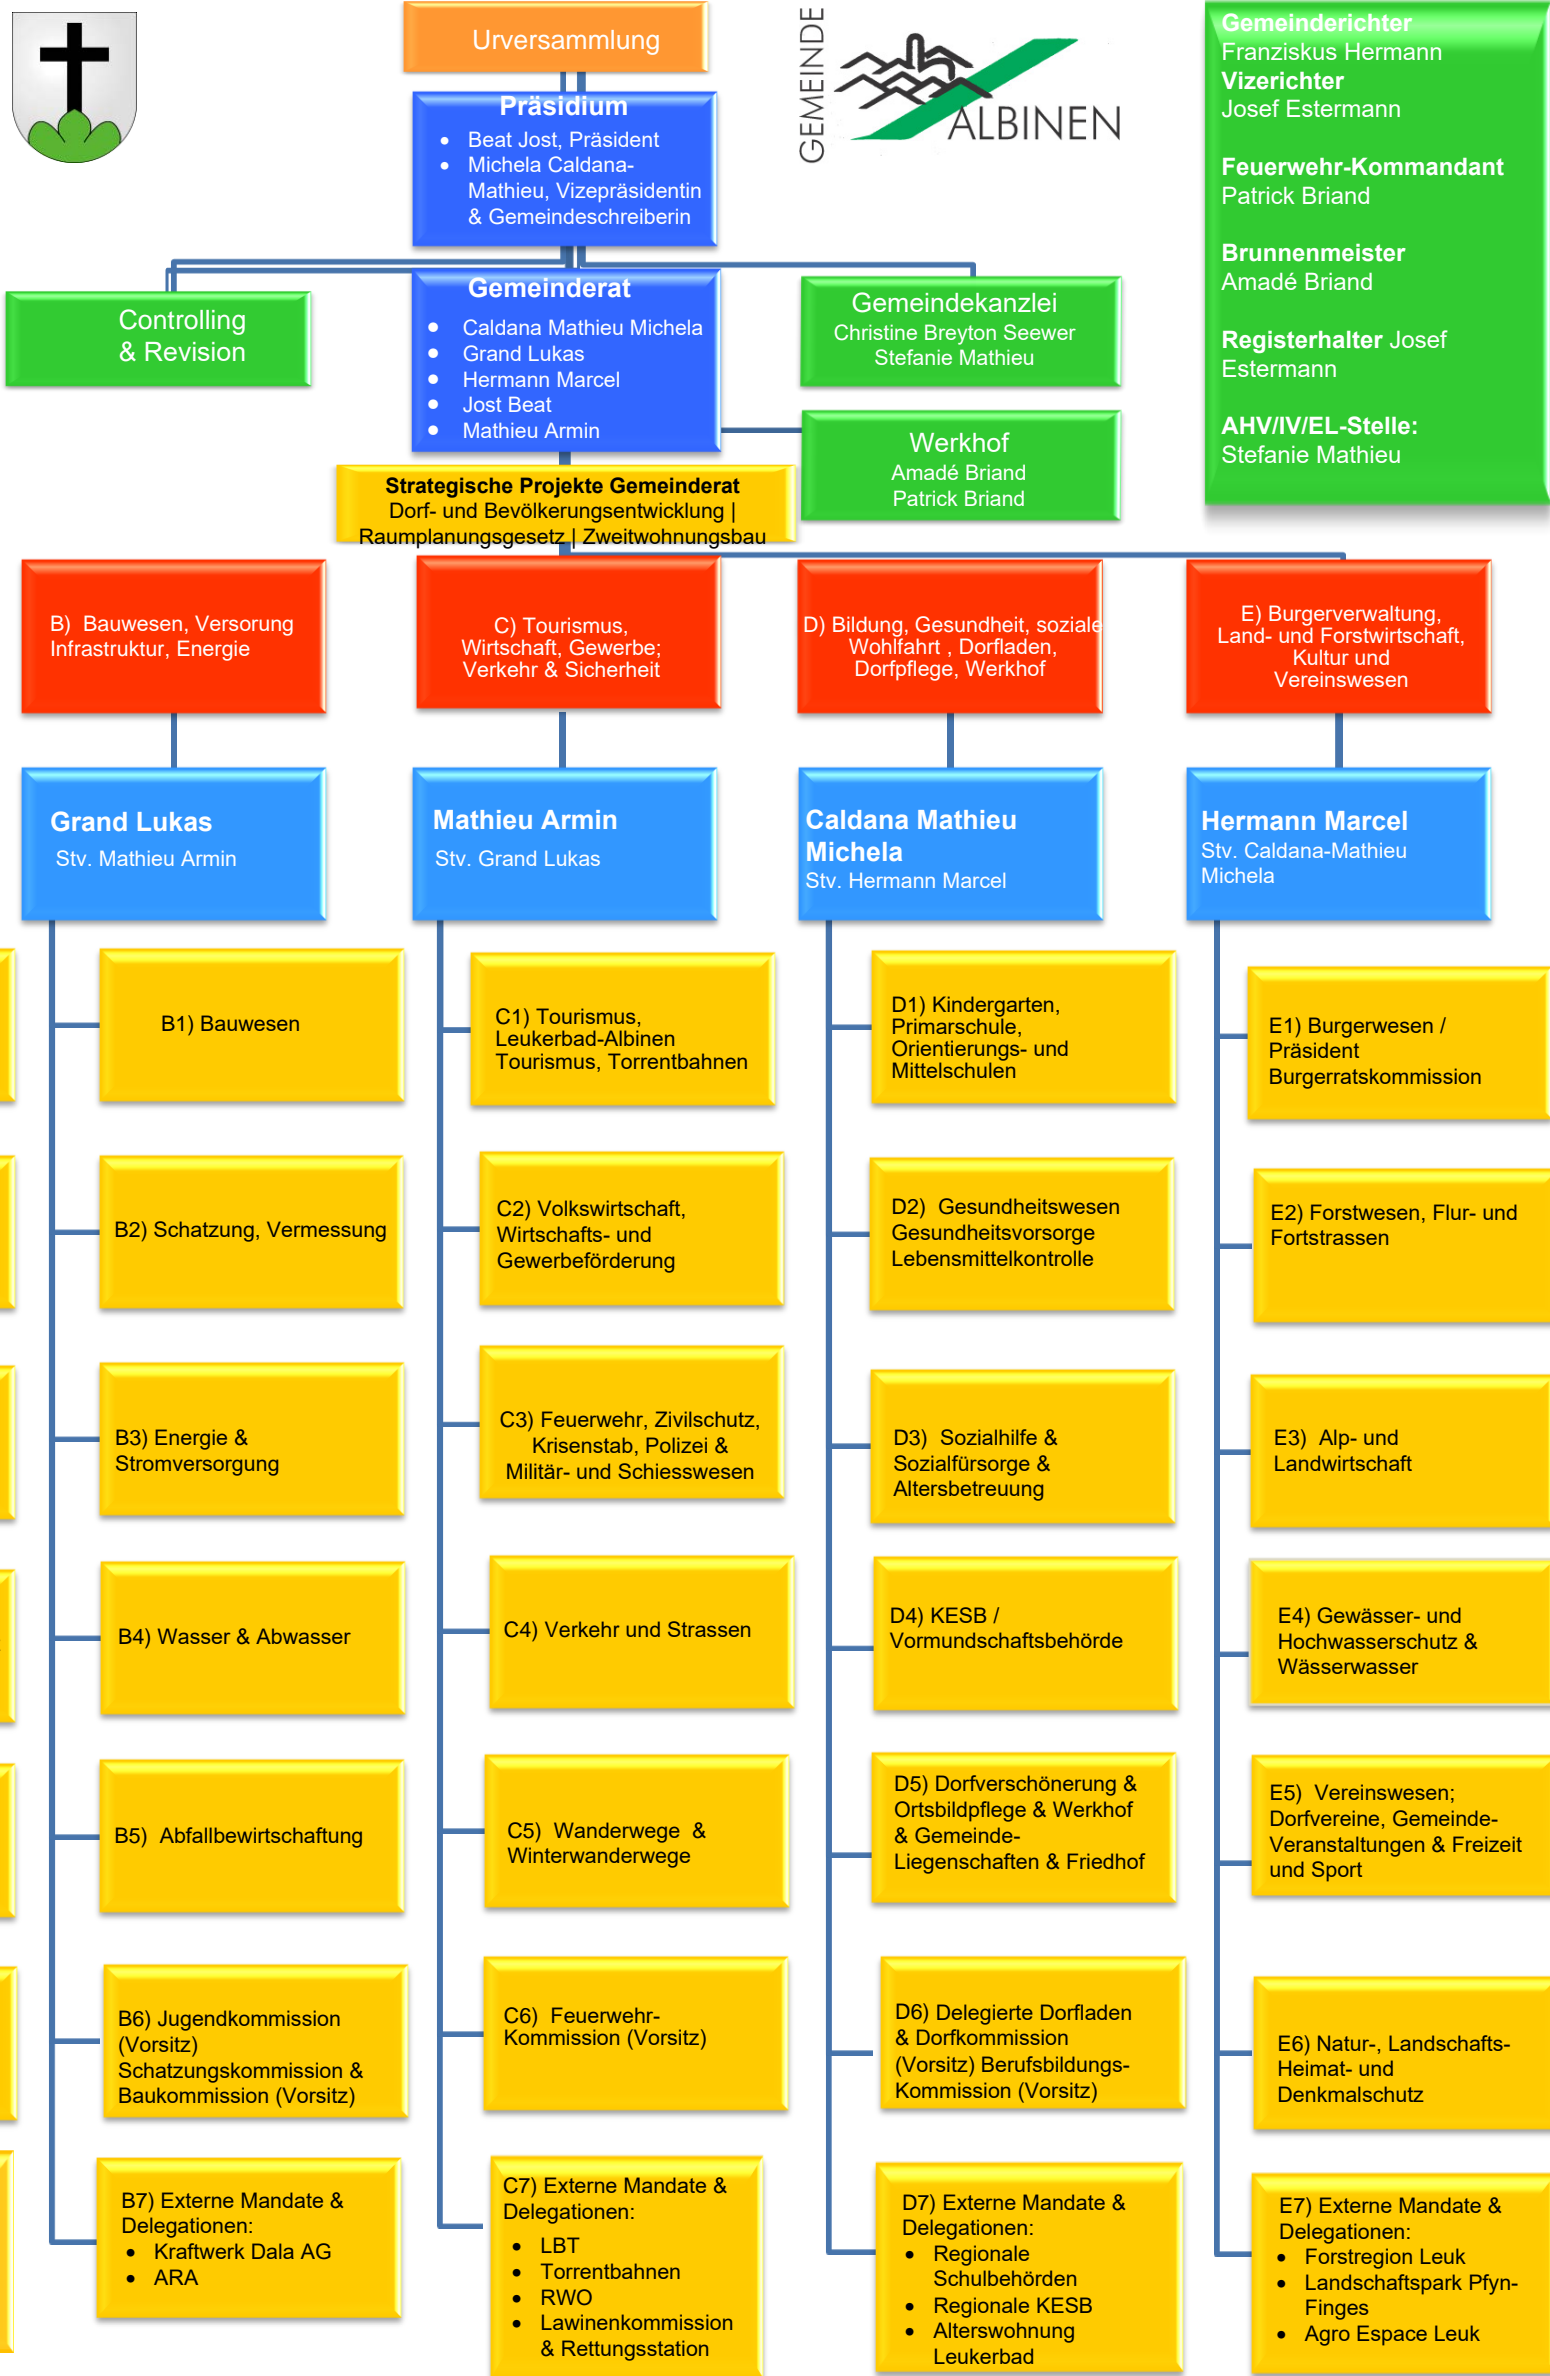 Urversammlung
Präsidium
• Beat Jost, Präsident
• Michela Caldana-
Mathieu, Vizepräsidentin
& Gemeindeschreiberin
GEMEINDE
ALBINEN
Gemeinderichter
Franziskus Hermann
Vizerichter
Josef Estermann
Feuerwehr-Kommandant
Patrick Briand
Brunnenmeister
Amadé Briand
Registerhalter Josef
Estermann
AHV/IV/EL-Stelle:
Stefanie Mathieu
Controlling
& Revision
Gemeinderat
• Caldana Mathieu Michela
• Grand Lukas
• Hermann Marcel
• Jost Beat
• Mathieu Armin
Gemeindekanzlei
Christine Breyton Seewer
Stefanie Mathieu
Werkhof
Amadé Briand
Patrick Briand
Strategische Projekte Gemeinderat
Dorf- und Bevölkerungsentwicklung |
Raumplanungsgesetz | Zweitwohnungsbau
B) Bauwesen, Versorung
Infrastruktur, Energie
C) Tourismus,
Wirtschaft, Gewerbe;
Verkehr & Sicherheit
D) Bildung, Gesundheit, soziale
Wohlfahrt , Dorfladen,
Dorfpflege, Werkhof
E) Burgerverwaltung,
Land- und Forstwirtschaft,
Kultur und
Vereinswesen
Grand Lukas
Stv. Mathieu Armin
Mathieu Armin
Stv. Grand Lukas
Caldana Mathieu
Michela
Stv. Hermann Marcel
Hermann Marcel
Stv. Caldana-Mathieu
Michela
B1) Bauwesen
C1) Tourismus,
Leukerbad-Albinen
Tourismus, Torrentbahnen
D1) Kindergarten,
Primarschule,
Orientierungs- und
Mittelschulen
E1) Burgerwesen /
Präsident
Burgerratskommission
B2) Schatzung, Vermessung
C2) Volkswirtschaft,
Wirtschafts- und
Gewerbeförderung
D2) Gesundheitswesen
Gesundheitsvorsorge
Lebensmittelkontrolle
E2) Forstwesen, Flur- und
Fortstrassen
B3) Energie &
Stromversorgung
C3) Feuerwehr, Zivilschutz,
Krisenstab, Polizei &
Militär- und Schiesswesen
D3) Sozialhilfe &
Sozialfürsorge &
Altersbetreuung
E3) Alp- und
Landwirtschaft
B4) Wasser & Abwasser
C4) Verkehr und Strassen
D4) KESB /
Vormundschaftsbehörde
E4) Gewässer- und
Hochwasserschutz &
Wässerwasser
B5) Abfallbewirtschaftung
C5) Wanderwege &
Winterwanderwege
D5) Dorfverschönerung &
Ortsbildpflege & Werkhof
& Gemeinde-
Liegenschaften & Friedhof
E5) Vereinswesen;
Dorfvereine, Gemeinde-
Veranstaltungen & Freizeit
und Sport
B6) Jugendkommission
(Vorsitz)
Schatzungskommission &
Baukommission (Vorsitz)
C6) Feuerwehr-
Kommission (Vorsitz)
D6) Delegierte Dorfladen
& Dorfkommission
(Vorsitz) Berufsbildungs-
Kommission (Vorsitz)
E6) Natur-, Landschafts-
Heimat- und
Denkmalschutz
B7) Externe Mandate &
Delegationen:
• Kraftwerk Dala AG
• ARA
C7) Externe Mandate &
Delegationen:
• LBT
• Torrentbahnen
• RWO
• Lawinenkommission
& Rettungsstation
D7) Externe Mandate &
Delegationen:
• Regionale
Schulbehörden
• Regionale KESB
• Alterswohnung
Leukerbad
E7) Externe Mandate &
Delegationen:
• Forstregion Leuk
• Landschaftspark Pfyn-
Finges
• Agro Espace Leuk